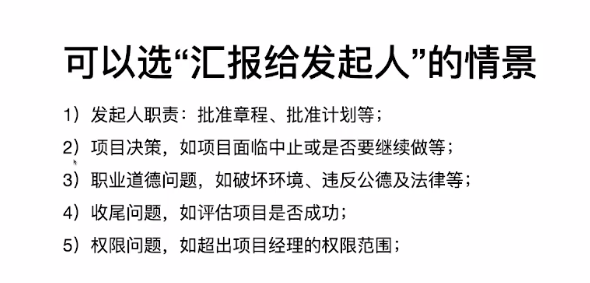 可以选“汇报给发起人”的情景
1）发起人职责：批准章程、批准计划等；
2）项目决策，如项目面临中止或是否要继续做等；
3）职业道德问题，如破坏环境、违反公德及法律等；
4）收尾问题，如评估项目是否成功；
5）权限问题，如超出项目经理的权限范围；